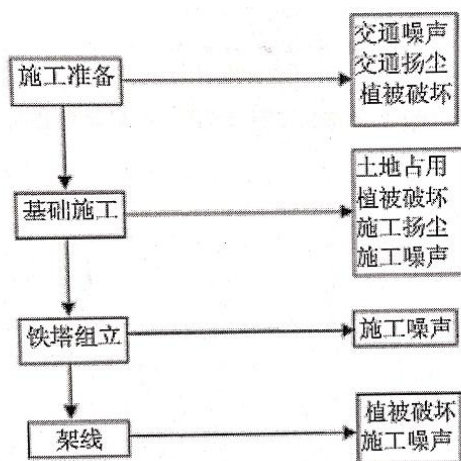 施工准备
交通噪声
交通扬尘
植被破坏
基础施工
土地占用
植被破坏
施工扬尘
施工噪声
铁塔组立
施工噪声
架线
植被破坏
施工噪声